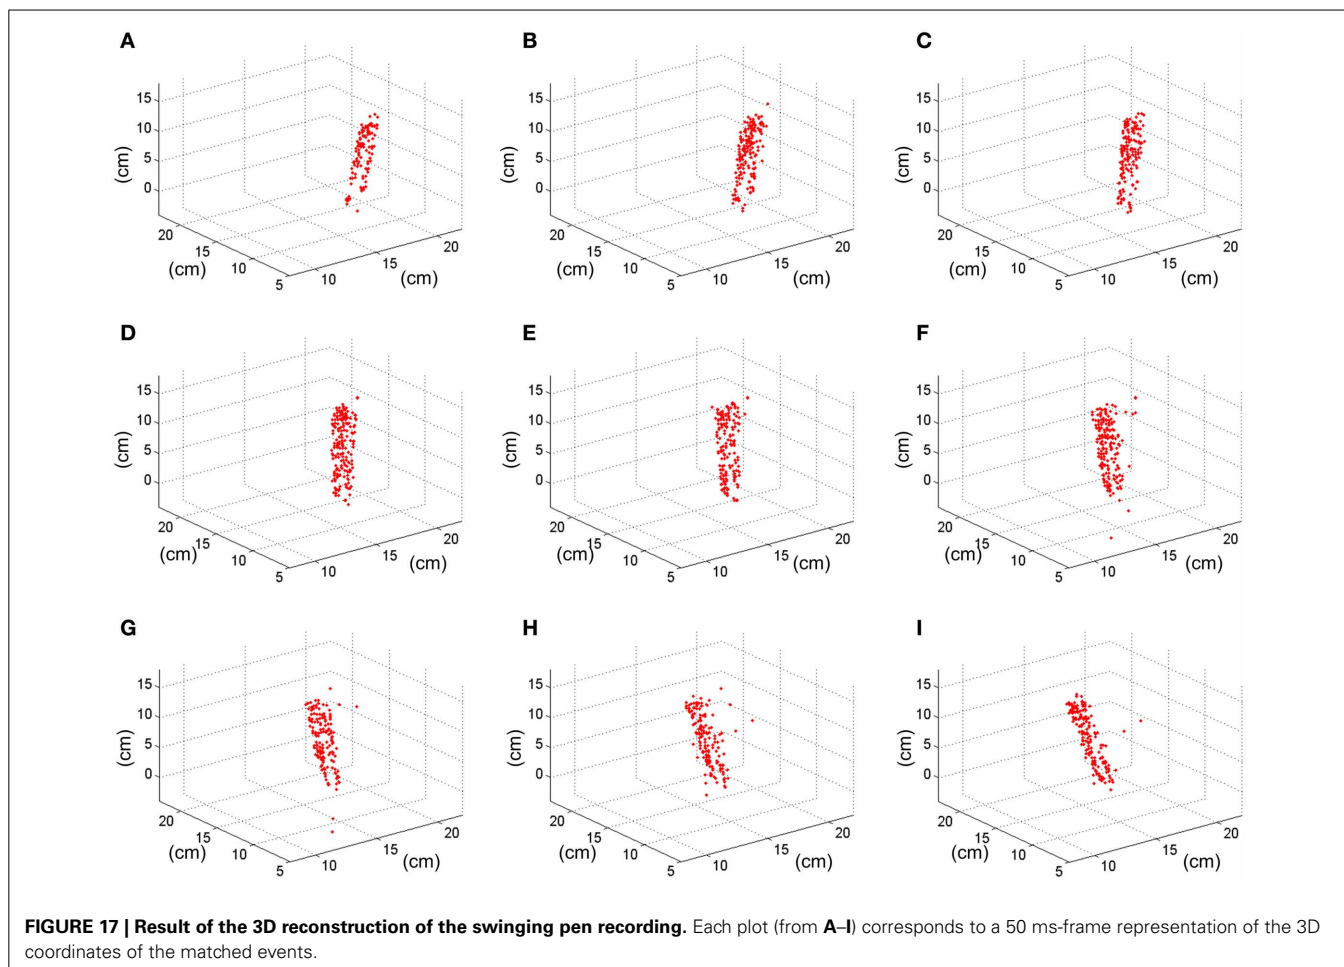 A
B
C
15
10
5
0
(cm)
20
15
10
5
(cm)
10
15
20
(cm)
15
10
5
0
(cm)
20
15
10
5
(cm)
10
15
20
(cm)
15
10
5
0
(cm)
20
15
10
5
(cm)
10
15
20
(cm)
D
E
F
15
10
5
0
(cm)
20
15
10
5
(cm)
10
15
20
(cm)
15
10
5
0
(cm)
20
15
10
5
(cm)
10
15
20
(cm)
15
10
5
0
(cm)
20
15
10
5
(cm)
10
15
20
(cm)
G
H
I
15
10
5
0
(cm)
20
15
10
5
(cm)
10
15
20
(cm)
15
10
5
0
(cm)
20
15
10
5
(cm)
10
15
20
(cm)
15
10
5
0
(cm)
20
15
10
5
(cm)
10
15
20
(cm)
FIGURE 17 | Result of the 3D reconstruction of the swinging pen recording. Each plot (from A–I) corresponds to a 50 ms-frame representation of the 3D
coordinates of the matched events.